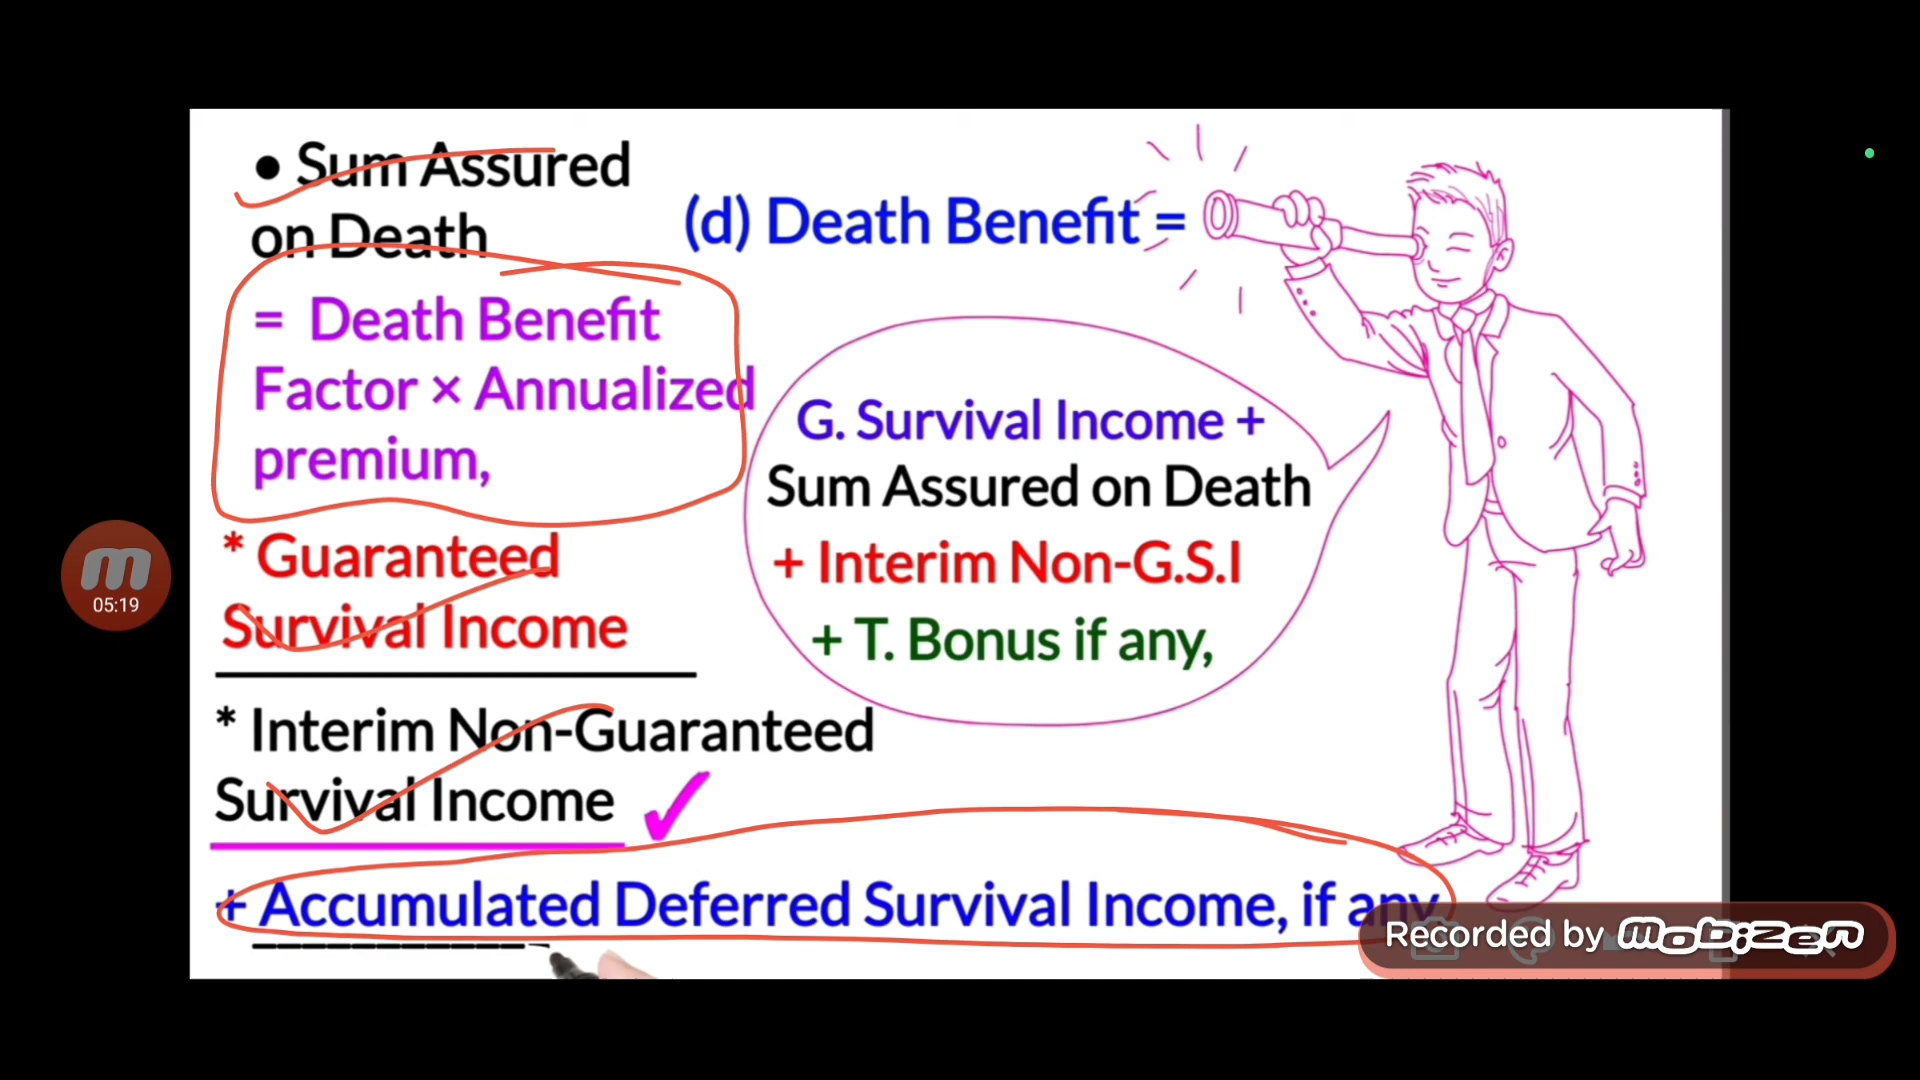 • Sum Assured
on Death
= Death Benefit
Factor × Annualized
premium,
* Guaranteed
Survival Income
* Interim Non-Guaranteed
Survival Income ✓
+ Accumulated Deferred Survival Income, if any
(d) Death Benefit =
G. Survival Income +
Sum Assured on Death
+ Interim Non-G.S.I
+ T. Bonus if any,
m
05:19
Recorded by mobizen